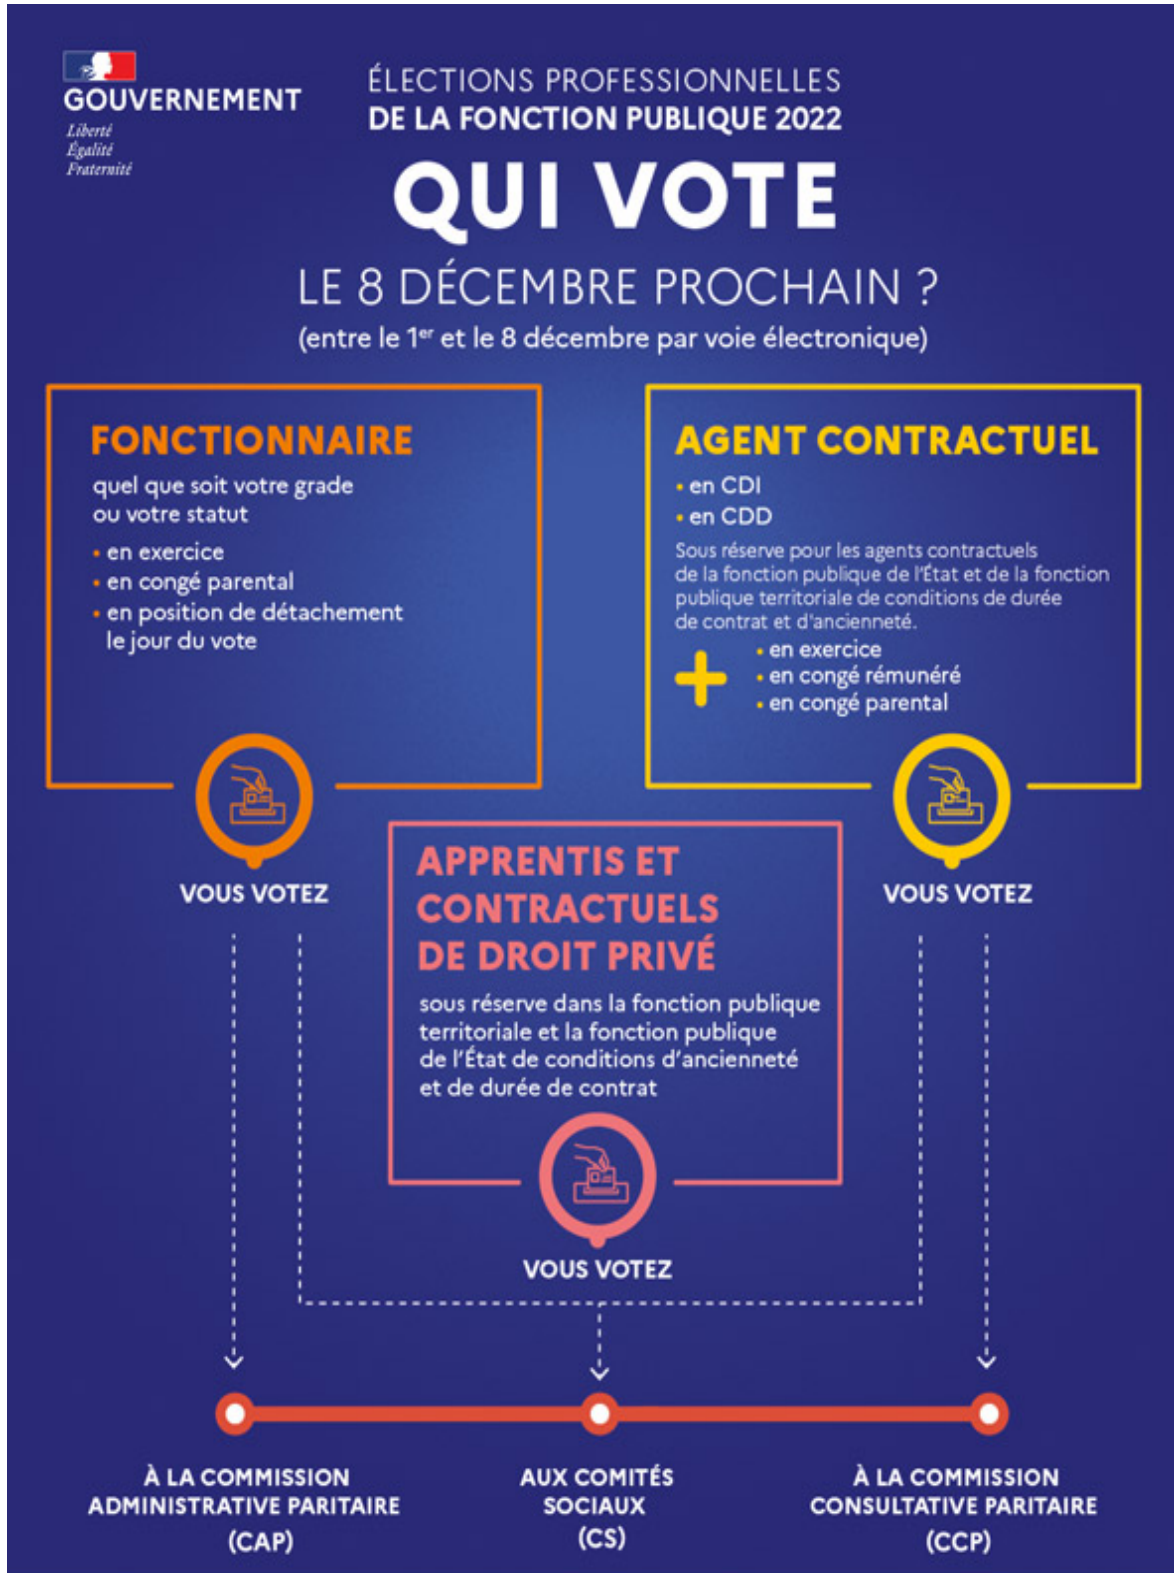 GOUVERNEMENT
Liberté
Égalité
Fraternité
ÉLECTIONS PROFESSIONNELLES
DE LA FONCTION PUBLIQUE 2022
QUI VOTE
LE 8 DÉCEMBRE PROCHAIN ?
(entre le 1er et le 8 décembre par voie électronique)
FONCTIONNAIRE
quel que soit votre grade
ou votre statut
• en exercice
• en congé parental
• en position de détachement
le jour du vote
VOUS VOTEZ
AGENT CONTRACTUEL
• en CDI
• en CDD
Sous réserve pour les agents contractuels
de la fonction publique de l'État et de la fonction
publique territoriale de conditions de durée
de contrat et d'ancienneté.
+
• en exercice
• en congé rémunéré
• en congé parental
VOUS VOTEZ
APPRENTIS ET
CONTRACTUELS
DE DROIT PRIVÉ
sous réserve dans la fonction publique
territoriale et la fonction publique
de l'État de conditions d'ancienneté
et de durée de contrat
VOUS VOTEZ
À LA COMMISSION
ADMINISTRATIVE PARITAIRE
(CAP)
AUX COMITÉS
SOCIAUX
(CS)
À LA COMMISSION
CONSULTATIVE PARITAIRE
(CCP)